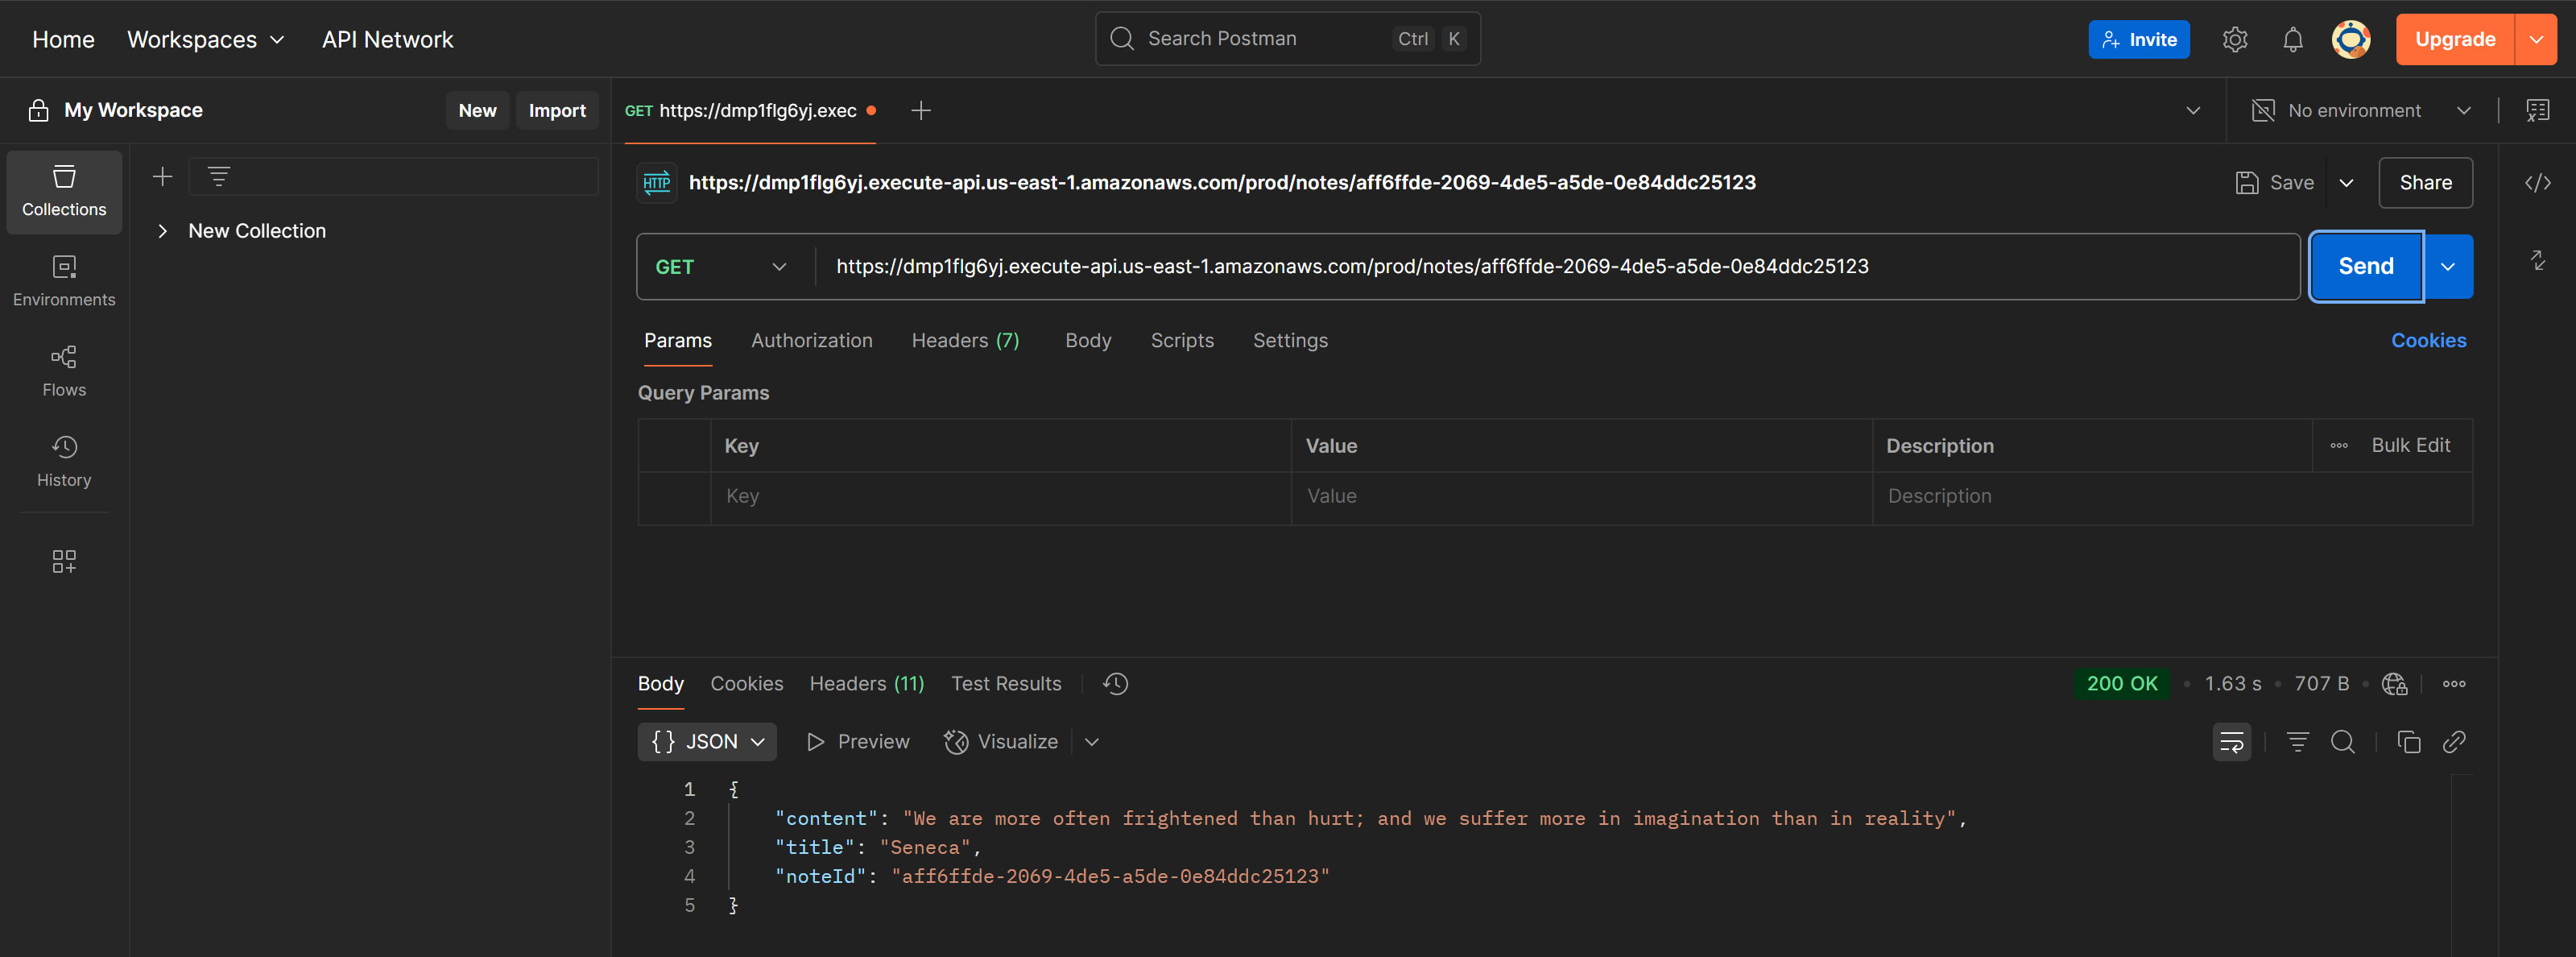 Home Workspaces API Network Search Postman Ctrl K Invite Upgrade
My Workspace New Import GET https://dmp1flg6yj.exec No environment
Collections
Environments
Flows
History
New Collection
HTTP https://dmp1flg6yj.execute-api.us-east-1.amazonaws.com/prod/notes/aff6ffde-2069-4de5-a5de-0e84ddc25123 Save Share
GET https://dmp1flg6yj.execute-api.us-east-1.amazonaws.com/prod/notes/aff6ffde-2069-4de5-a5de-0e84ddc25123 Send
Params Authorization Headers (7) Body Scripts Settings Cookies
Query Params
Key Value Description Bulk Edit
Key Value Description
Body Cookies Headers (11) Test Results 200 OK • 1.63 s • 707 B •
{} JSON Preview Visualize
1 {
2 "content": "We are more often frightened than hurt; and we suffer more in imagination than in reality",
3 "title": "Seneca",
4 "noteId": "aff6ffde-2069-4de5-a5de-0e84ddc25123"
5 }